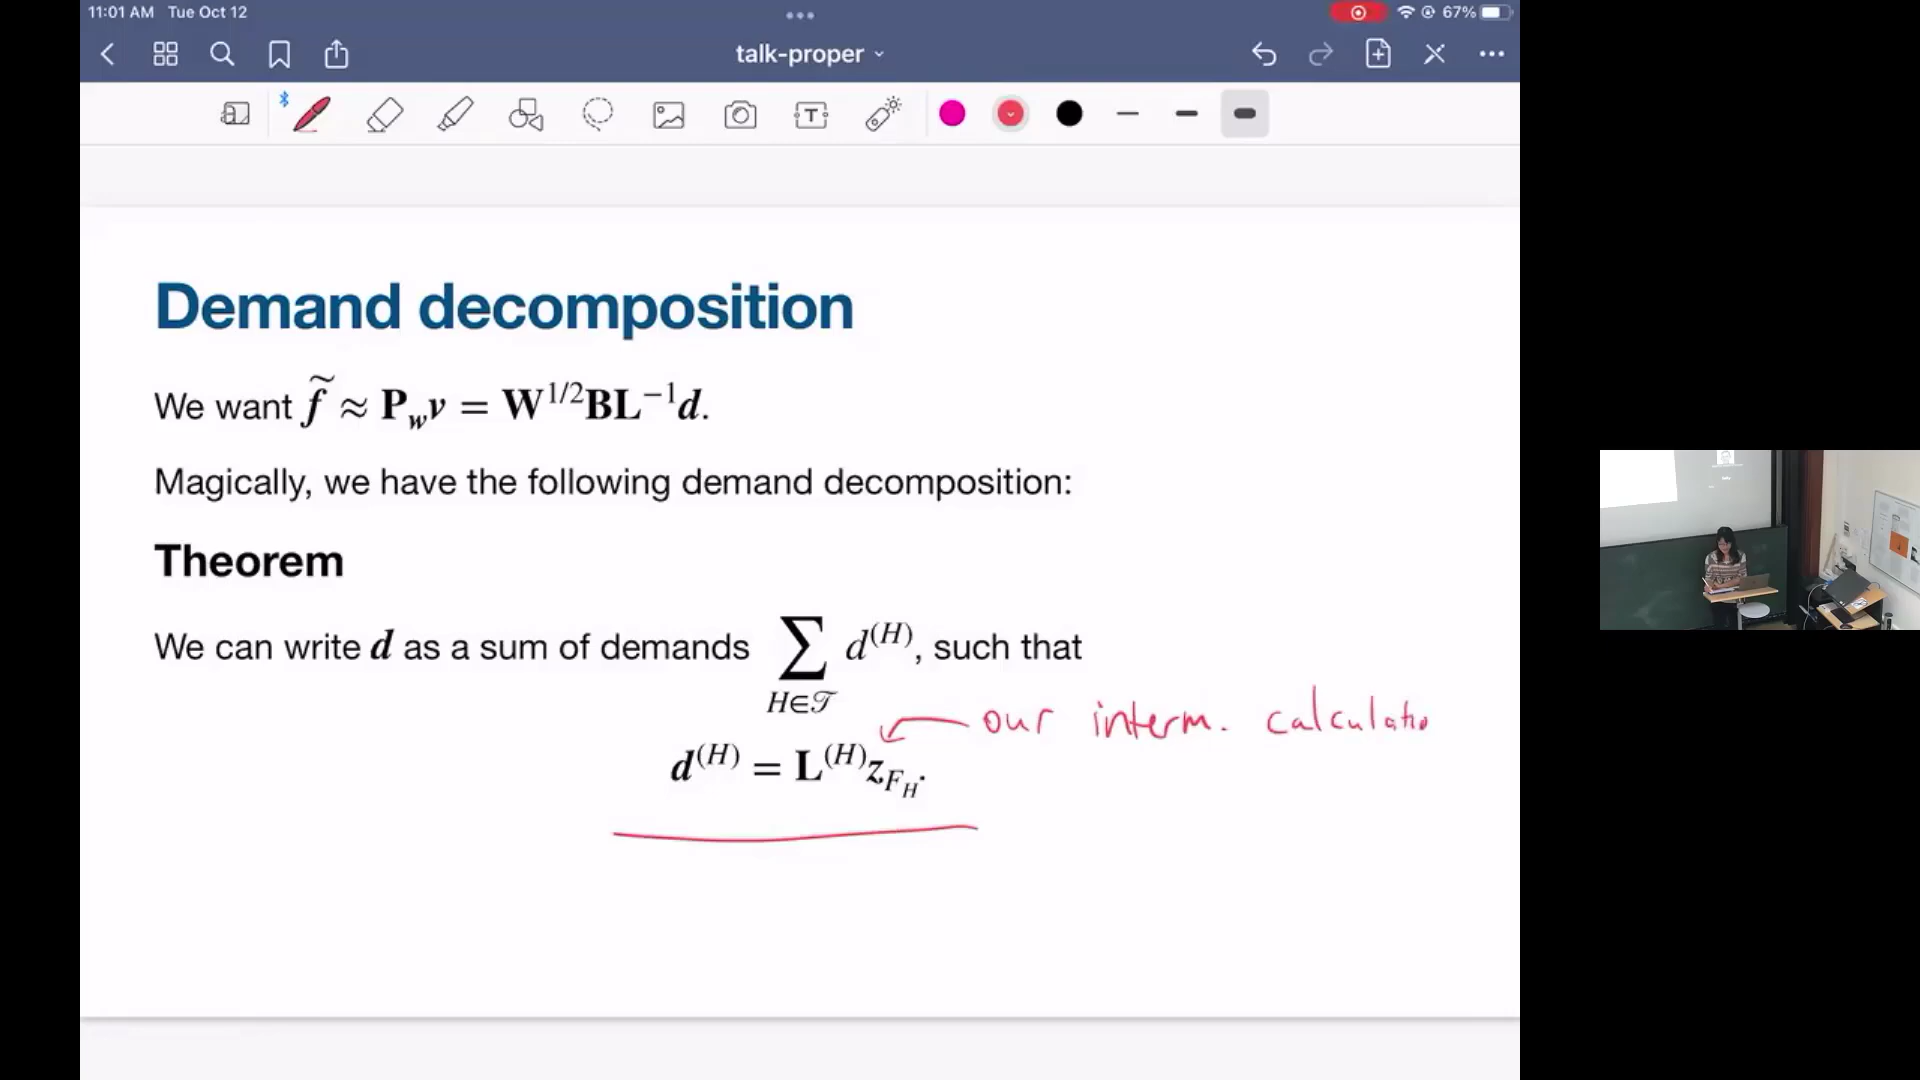 11:01 AM Tue Oct 12
67%
talk-proper
T
Demand decomposition
We want f̃ ≈ P_w v = W^{1/2}BL^{−1}d.
Magically, we have the following demand decomposition:
Theorem
We can write d as a sum of demands ∑_{H∈𝒯} d^{(H)}, such that
our interm. calculatio
d^{(H)} = L^{(H)}z_{F_H}.